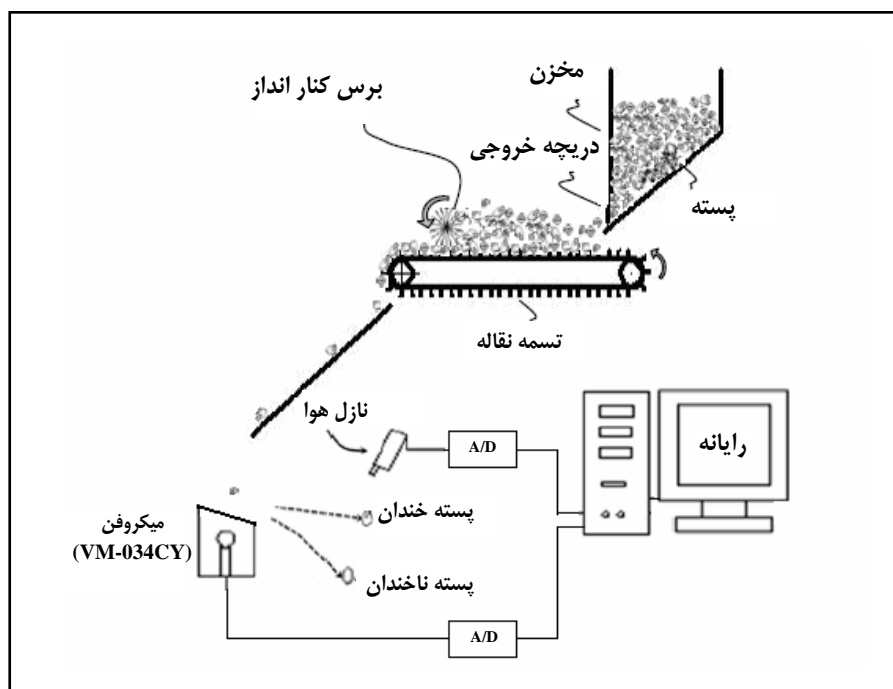 مخزن
برس کنار انداز
دریچه خروجی
پسته
تسمه نقاله
نازل هوا
A/D
رایانه
پسته خندان
میکروفن
(VM-034CY)
پسته ناخندان
A/D